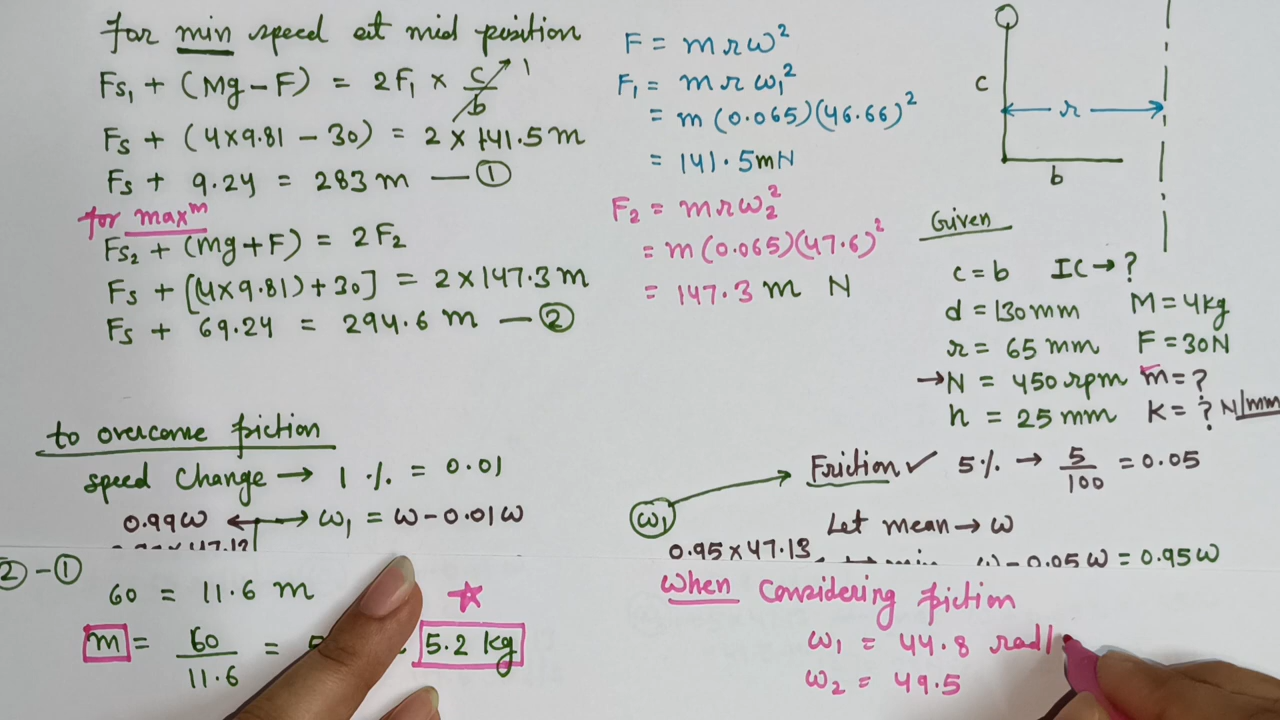 for min speed at mid position
Fs₁ + (Mg - F) = 2F₁ × c/b 1
Fs + (4×9.81 - 30) = 2 × 141.5 m
Fs + 9.24 = 283 m — ①
for maxᵐ
Fs₂ + (Mg + F) = 2F₂
Fs + [(4×9.81) + 30] = 2 × 147.3 m
Fs + 69.24 = 294.6 m — ②
F = m r ω²
F₁ = m r ω₁²
= m (0.065)(46.66)²
= 141.5 m N
F₂ = m r ω₂²
= m (0.065)(47.6)²
= 147.3 m N
c
r
b
Given
c = b IC → ?
d = 130 mm M = 4 kg
r = 65 mm F = 30 N
→ N = 450 rpm m = ?
h = 25 mm K = ? N/mm
to overcome friction
speed change → 1 % = 0.01
0.99ω ↔ ω₁ = ω - 0.01ω
Friction ✓ 5% → 5/100 = 0.05
ω₁
Let mean → ω
0.95 × 47.13
ω - 0.05ω = 0.95ω
② - ①
60 = 11.6 m
m = 60/11.6 = 5.2 kg
When Considering friction
ω₁ = 44.8 rad/
ω₂ = 49.5